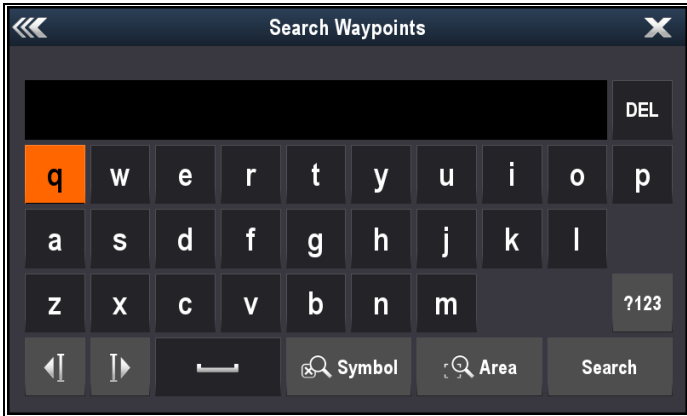 Search Waypoints
DEL
q w e r t y u i o p
a s d f g h j k l
z x c v b n m ?123
Symbol Area Search